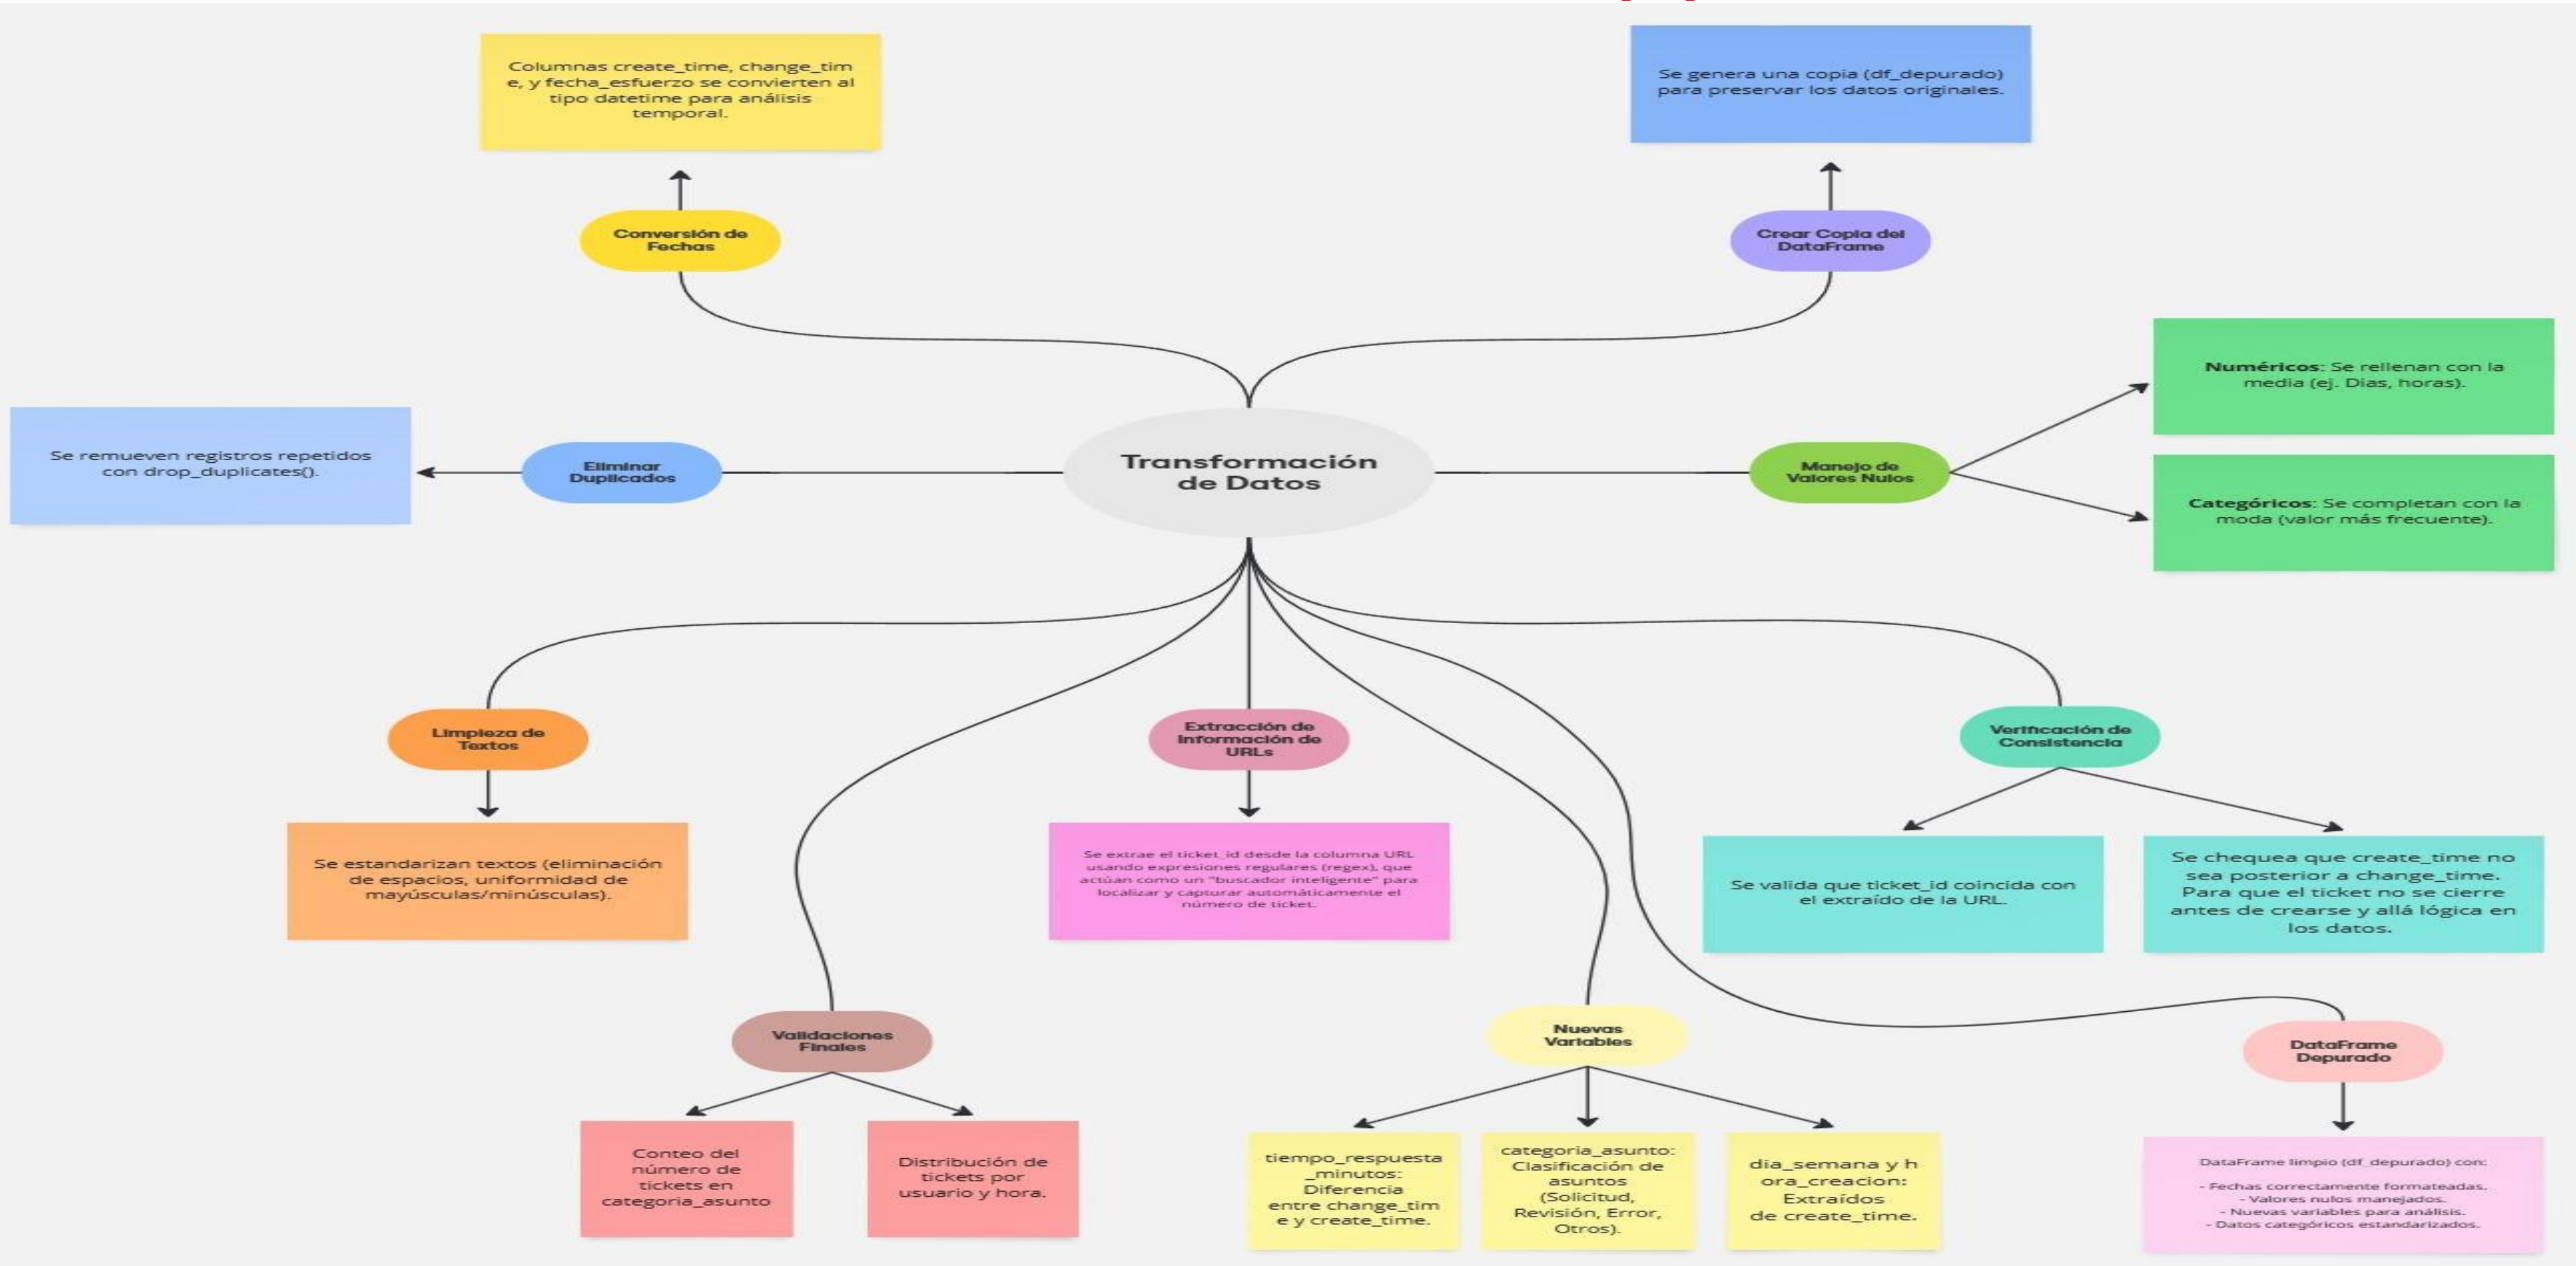 Columnas create_time, change_tim
e, y fecha_esfuerzo se convierten al
tipo datetime para análisis
temporal.
Se genera una copia (df_depurado)
para preservar los datos originales.
Conversión de
Fechas
Crear Copia del
DataFrame
Numéricos: Se rellenan con la
media (ej. Días, horas).
Se remueven registros repetidos
con drop_duplicates().
Eliminar
Duplicados
Transformación
de Datos
Manejo de
Valores Nulos
Categóricos: Se completan con la
moda (valor más frecuente).
Limpieza de
Textos
Extracción de
Información de
URLs
Verificación de
Consistencia
Se estandarizan textos (eliminación
de espacios, uniformidad de
mayúsculas/minúsculas).
Se extrae el ticket_id desde la columna URL
usando expresiones regulares (regex), que
actúan como un "buscador inteligente" para
localizar y capturar automáticamente el
número de ticket.
Se valida que ticket_id coincida con
el extraído de la URL.
Se chequea que create_time no
sea posterior a change_time.
Para que el ticket no se cierre
antes de crearse y allá lógica en
los datos.
Validaciones
Finales
Nuevas
Variables
DataFrame
Depurado
Conteo del
número de
tickets en
categoria_asunto
Distribución de
tickets por
usuario y hora.
tiempo_respuesta
_minutos:
Diferencia
entre change_tim
e y create_time.
categoria_asunto:
Clasificación de
asuntos
(Solicitud,
Revisión, Error,
Otros).
dia_semana y h
ora_creacion:
Extraídos
de create_time.
DataFrame limpio (df_depurado) con:
- Fechas correctamente formateadas.
- Valores nulos manejados.
- Nuevas variables para análisis.
- Datos categóricos estandarizados.